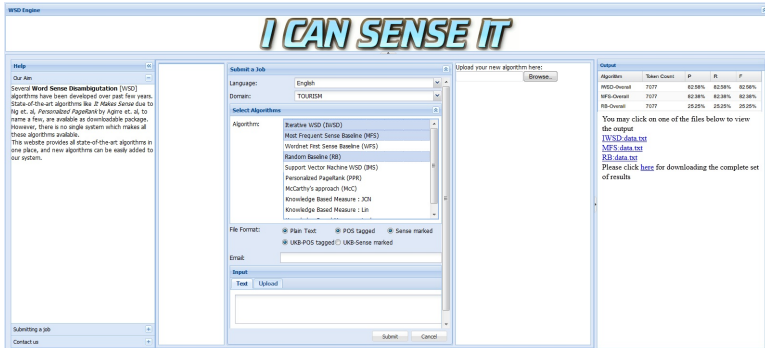 WSD Engine
I CAN SENSE IT
Help
Our Aim
Several Word Sense Disambigutation [WSD]
algorithms have been developed over past few years.
State-of-the-art algorithms like It Makes Sense due to
Ng et. al, Personalized PageRank by Agirre et. al, to
name a few, are available as downloadable package.
However, there is no single system which makes all
these algorithms available.
This website provides all state-of-the-art algorithms in
one place, and new algorithms can be easily added to
our system.
Submitting a job
Contact us
Submit a Job
Language: English
Domain: TOURISM
Select Algorithms
Algorithm: Iterative WSD (IWSD)
Most Frequent Sense Baseline (MFS)
Wordnet First Sense Baseline (WFS)
Random Baseline (RB)
Support Vector Machine WSD (IMS)
Personalized PageRank (PPR)
McCarthy's approach (McC)
Knowledge Based Measure : JCN
Knowledge Based Measure : Lin
File Format: Plain Text POS tagged Sense marked
UKB-POS tagged UKB-Sense marked
Email:
Input
Text Upload
Submit Cancel
Upload your new algorithm here:
Browse...
Output
Algorithm Token Count P R F
IWSD-Overall 7077 82.58% 82.58% 82.58%
WFS-Overall 7077 82.38% 82.38% 82.38%
RB-Overall 7077 25.25% 25.25% 25.25%
You may click on one of the files below to view
the output
IWSD:data.txt
MFS:data.txt
RB:data.txt
Please click here for downloading the complete set
of results